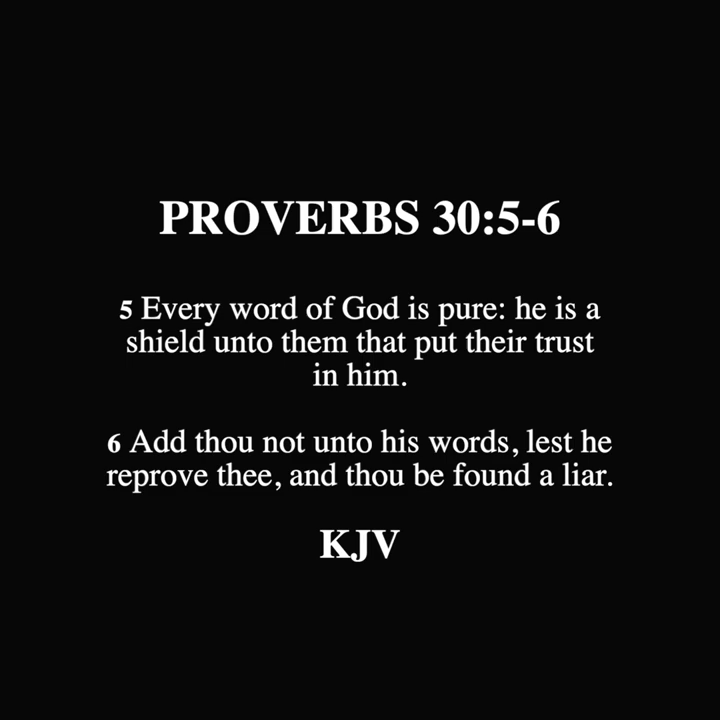 PROVERBS 30:5-6
5 Every word of God is pure: he is a
shield unto them that put their trust
in him.
6 Add thou not unto his words, lest he
reprove thee, and thou be found a liar.
KJV